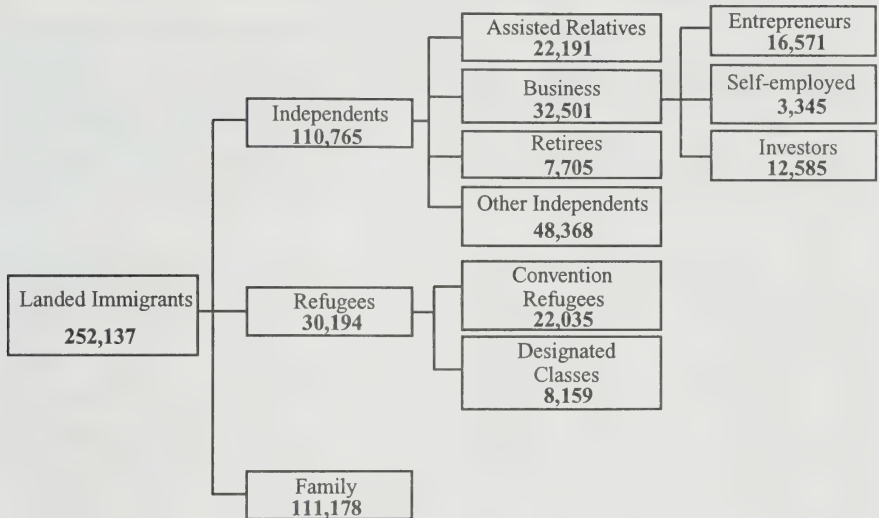 Landed Immigrants
252,137
Independents
110,765
Refugees
30,194
Family
111,178
Assisted Relatives
22,191
Business
32,501
Retirees
7,705
Other Independents
48,368
Convention
Refugees
22,035
Designated
Classes
8,159
Entrepreneurs
16,571
Self-employed
3,345
Investors
12,585